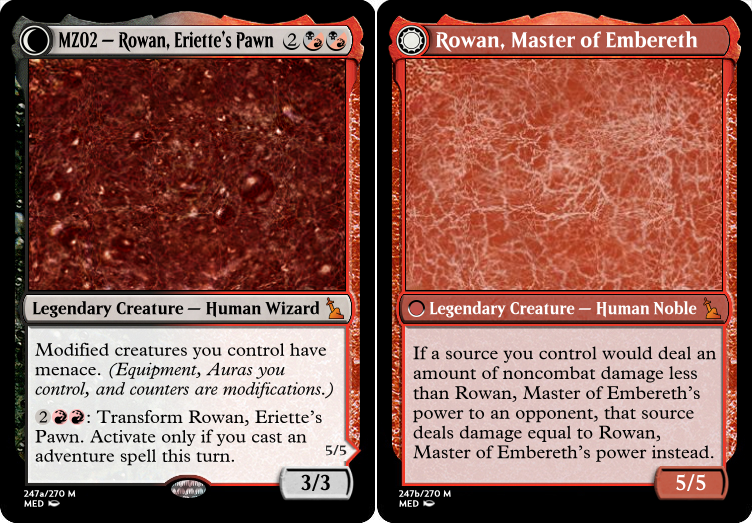 MZ02 — Rowan, Eriette's Pawn 2
Legendary Creature — Human Wizard
Modified creatures you control have
menace. (Equipment, Auras you
control, and counters are modifications.)
2: Transform Rowan, Eriette's
Pawn. Activate only if you cast an
adventure spell this turn.
5/5
3/3
247a/270 M
MED
Rowan, Master of Embereth
Legendary Creature — Human Noble
If a source you control would deal an
amount of noncombat damage less
than Rowan, Master of Embereth's
power to an opponent, that source
deals damage equal to Rowan,
Master of Embereth's power instead.
5/5
247b/270 M
MED